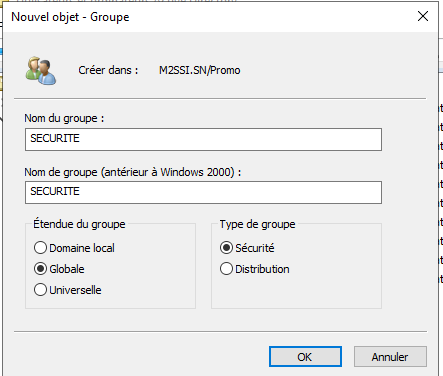 Nouvel objet - Groupe
Créer dans : M2SSI.SN/Promo
Nom du groupe :
SECURITE
Nom de groupe (antérieur à Windows 2000) :
SECURITE
Étendue du groupe
Domaine local
Globale
Universelle
Type de groupe
Sécurité
Distribution
OK
Annuler